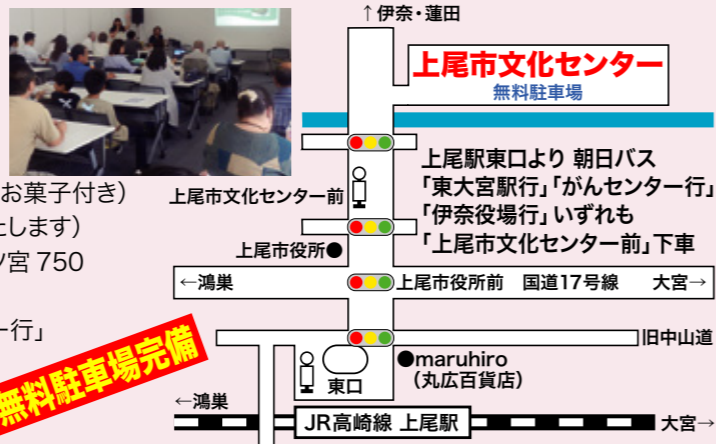 ↑伊奈・蓮田
上尾市文化センター
無料駐車場
上尾駅東口より 朝日バス
「東大宮駅行」「がんセンター行」
「伊奈役場行」いずれも
「上尾市文化センター前」下車
お菓子付き）
上尾市文化センター前
たします）
上尾市役所●
宮 750
←鴻巣
上尾市役所前 国道17号線 大宮→
ー行」
旧中山道
無料駐車場完備
東口
●maruhiro
（丸広百貨店）
←鴻巣
JR高崎線 上尾駅
大宮→